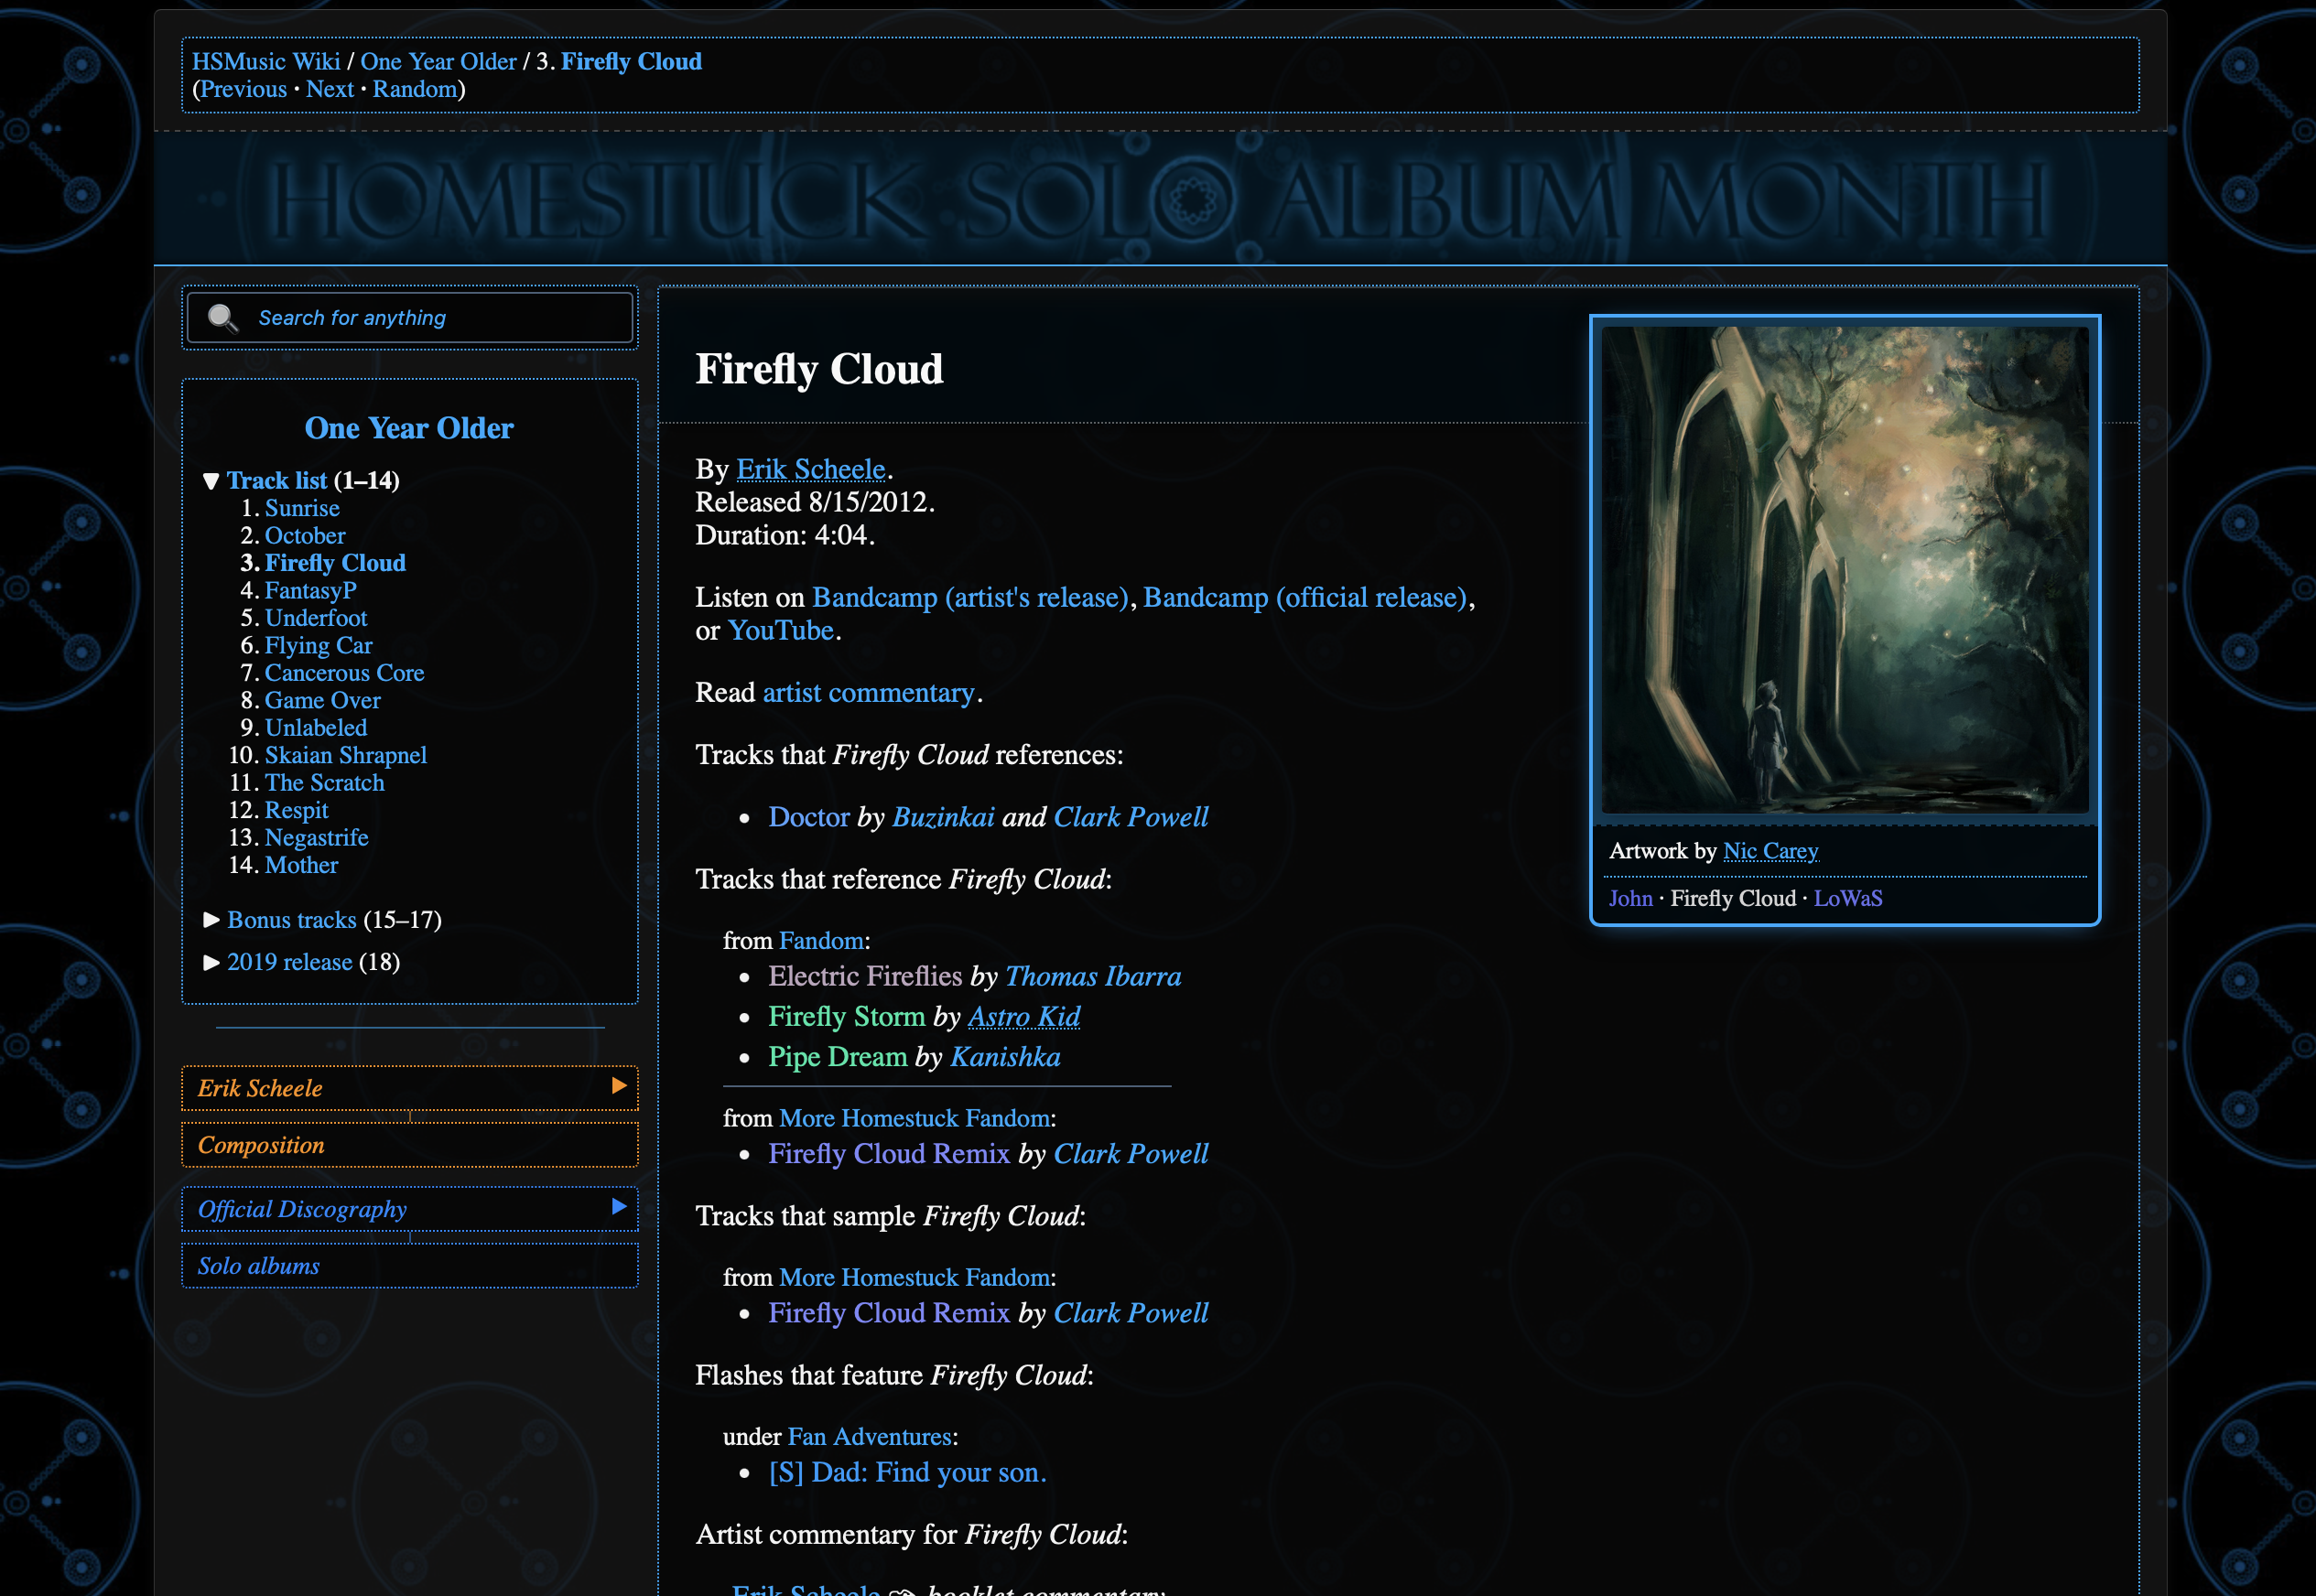 HSMusic Wiki / One Year Older / 3. Firefly Cloud
(Previous · Next · Random)
HOMESTUCK SOLO ALBUM MONTH
Search for anything
One Year Older
Track list (1–14)
1. Sunrise
2. October
3. Firefly Cloud
4. FantasyP
5. Underfoot
6. Flying Car
7. Cancerous Core
8. Game Over
9. Unlabeled
10. Skaian Shrapnel
11. The Scratch
12. Respit
13. Negastrife
14. Mother
Bonus tracks (15–17)
2019 release (18)
Erik Scheele
Composition
Official Discography
Solo albums
Firefly Cloud
By Erik Scheele.
Released 8/15/2012.
Duration: 4:04.
Listen on Bandcamp (artist's release), Bandcamp (official release),
or YouTube.
Read artist commentary.
Tracks that Firefly Cloud references:
• Doctor by Buzinkai and Clark Powell
Tracks that reference Firefly Cloud:
from Fandom:
• Electric Fireflies by Thomas Ibarra
• Firefly Storm by Astro Kid
• Pipe Dream by Kanishka
from More Homestuck Fandom:
• Firefly Cloud Remix by Clark Powell
Tracks that sample Firefly Cloud:
from More Homestuck Fandom:
• Firefly Cloud Remix by Clark Powell
Flashes that feature Firefly Cloud:
under Fan Adventures:
• [S] Dad: Find your son.
Artist commentary for Firefly Cloud:
Erik Scheele booklet commentary
Artwork by Nic Carey
John · Firefly Cloud · LoWaS